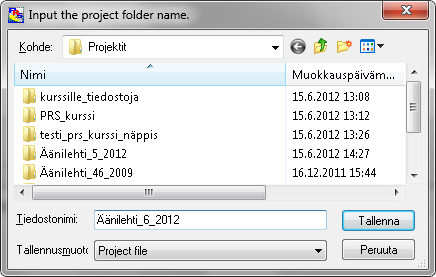 Input the project folder name.
Kohde: Projektit
Nimi Muokkauspäiväm...
kurssille_tiedostoja 15.6.2012 13:08
PRS_kurssi 15.6.2012 13:12
testi_prs_kurssi_näppis 15.6.2012 13:26
Äänilehti_5_2012 15.6.2012 14:27
Äänilehti_46_2009 16.12.2011 15:44
Tiedostonimi: Äänilehti_6_2012 Tallenna
Tallennusmuoto Project file Peruuta